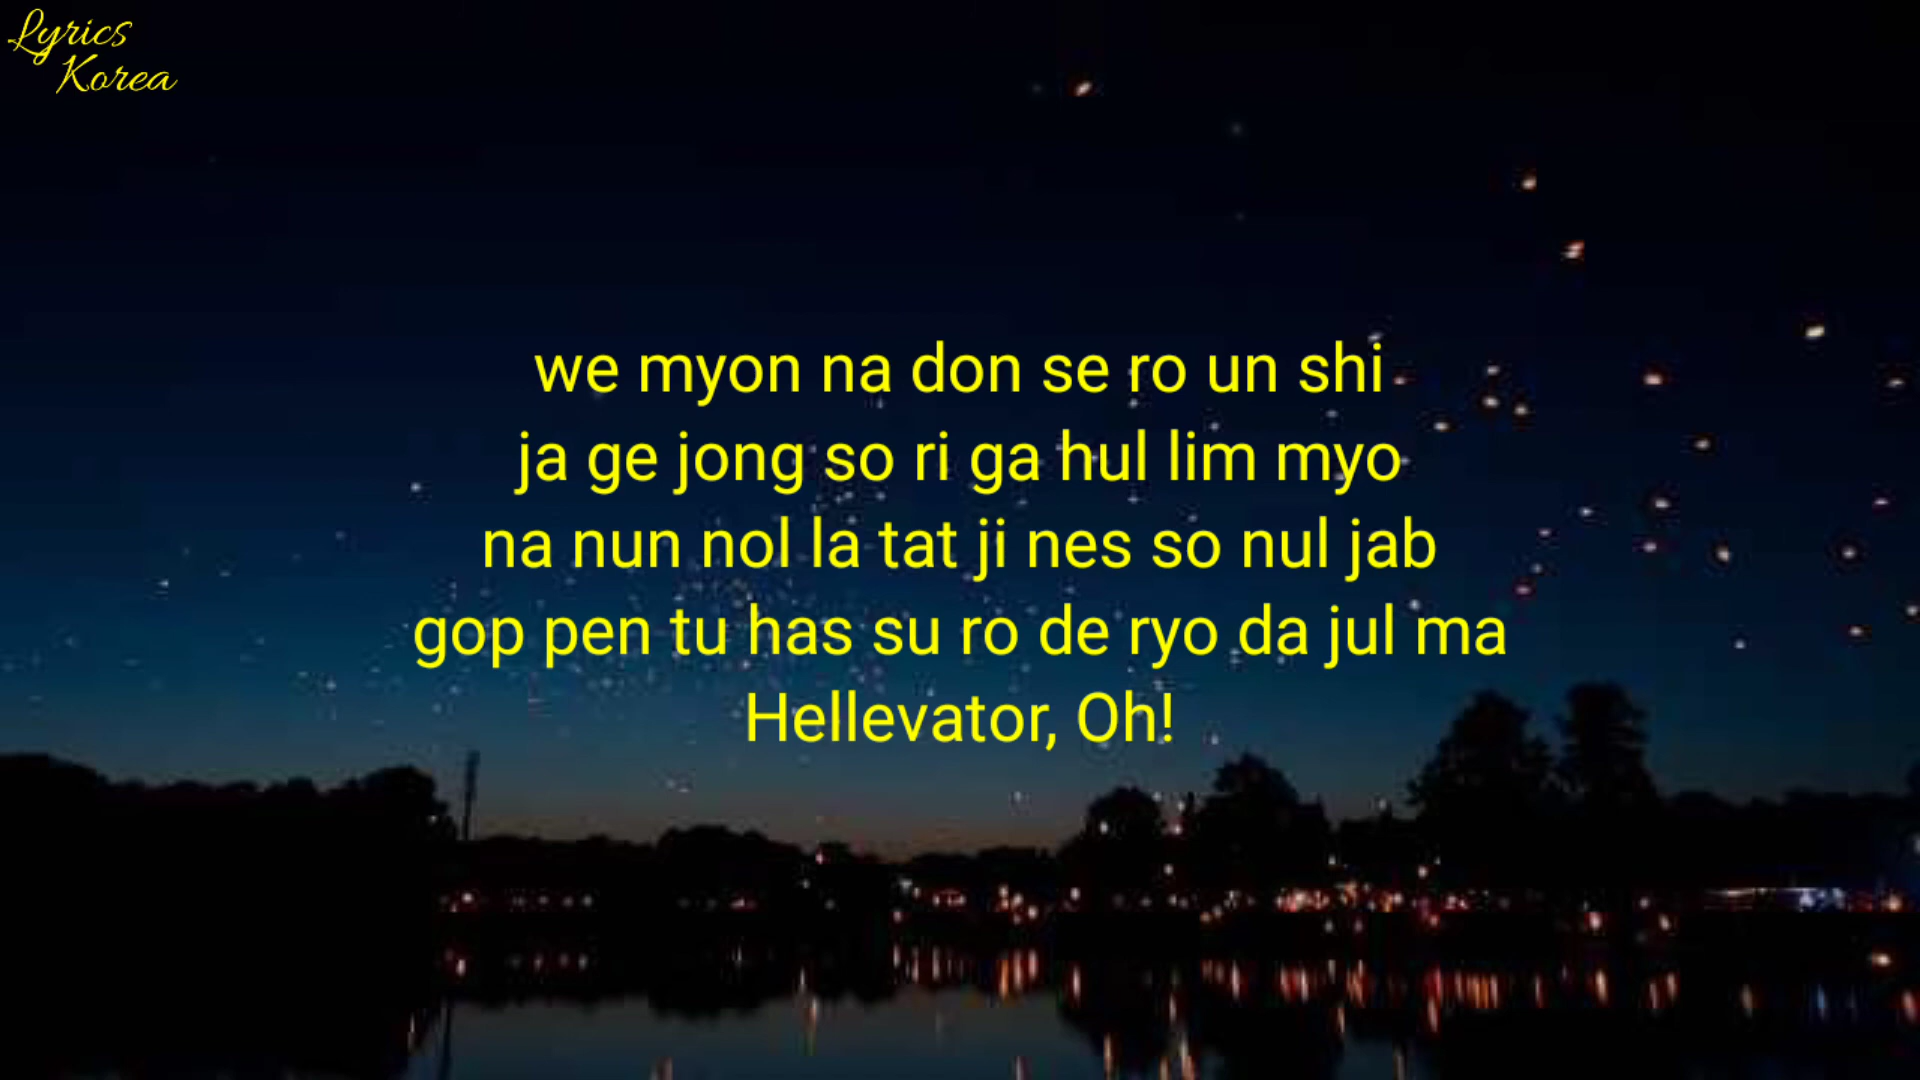 Lyrics
Korea
we myon na don se ro un shi
ja ge jong so ri ga hul lim myo
na nun nol la tat ji nes so nul jab
gop pen tu has su ro de ryo da jul ma
Hellevator, Oh!